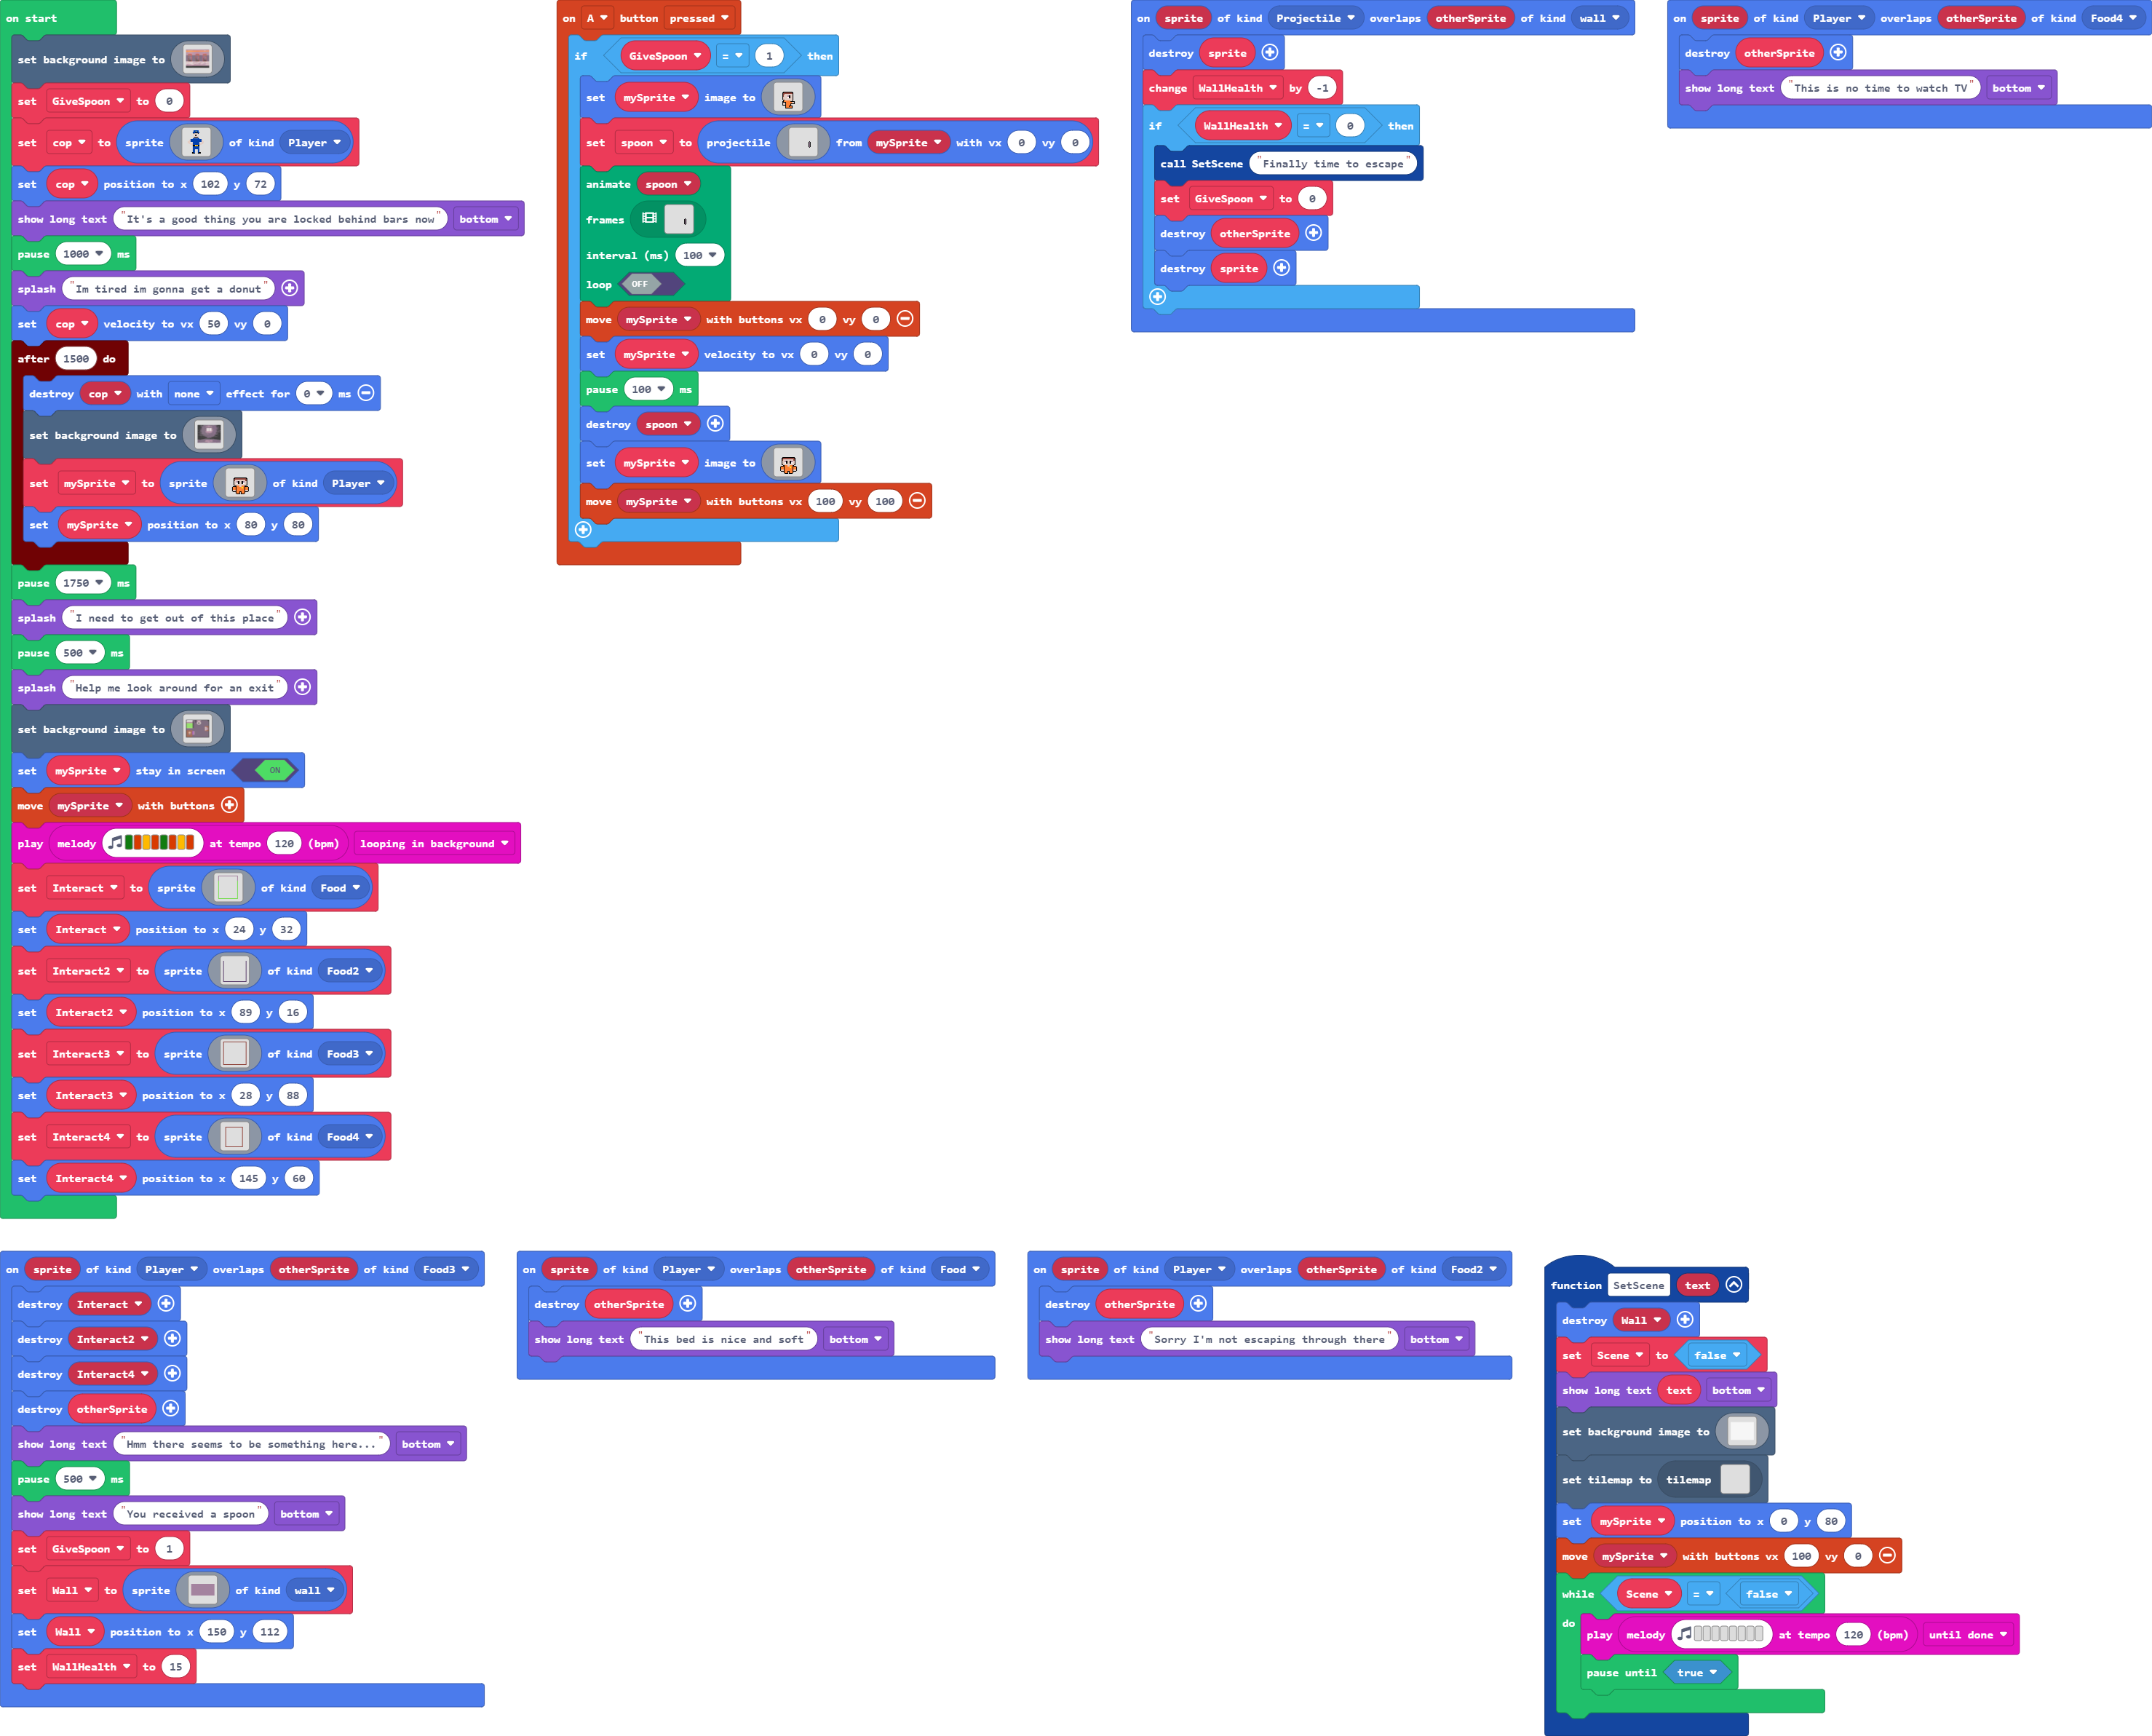 on start
set background image to
set GiveSpoon to 0
set cop to sprite of kind Player
set cop position to x 102 y 72
show long text "It's a good thing you are locked behind bars now" bottom
pause 1000 ms
splash "Im tired im gonna get a donut"
set cop velocity to vx 50 vy 0
after 1500 do
destroy cop with none effect for 0 ms
set background image to
set mySprite to sprite of kind Player
set mySprite position to x 80 y 80
pause 1750 ms
splash "I need to get out of this place"
pause 500 ms
splash "Help me look around for an exit"
set background image to
set mySprite stay in screen ON
move mySprite with buttons
play melody at tempo 120 (bpm) looping in background
set Interact to sprite of kind Food
set Interact position to x 24 y 32
set Interact2 to sprite of kind Food2
set Interact2 position to x 89 y 16
set Interact3 to sprite of kind Food3
set Interact3 position to x 28 y 88
set Interact4 to sprite of kind Food4
set Interact4 position to x 145 y 60
on A button pressed
if GiveSpoon = 1 then
set mySprite image to
set spoon to projectile from mySprite with vx 0 vy 0
animate spoon
frames
interval (ms) 100
loop OFF
move mySprite with buttons vx 0 vy 0
set mySprite velocity to vx 0 vy 0
pause 100 ms
destroy spoon
set mySprite image to
move mySprite with buttons vx 100 vy 100
on sprite of kind Projectile overlaps otherSprite of kind wall
destroy sprite
change WallHealth by -1
if WallHealth = 0 then
call SetScene "Finally time to escape"
set GiveSpoon to 0
destroy otherSprite
destroy sprite
on sprite of kind Player overlaps otherSprite of kind Food4
destroy otherSprite
show long text "This is no time to watch TV" bottom
on sprite of kind Player overlaps otherSprite of kind Food3
destroy Interact
destroy Interact2
destroy Interact4
destroy otherSprite
show long text "Hmm there seems to be something here..." bottom
pause 500 ms
show long text "You received a spoon " bottom
set GiveSpoon to 1
set Wall to sprite of kind wall
set Wall position to x 150 y 112
set WallHealth to 15
on sprite of kind Player overlaps otherSprite of kind Food
destroy otherSprite
show long text "This bed is nice and soft" bottom
on sprite of kind Player overlaps otherSprite of kind Food2
destroy otherSprite
show long text "Sorry I'm not escaping through there" bottom
function SetScene text
destroy Wall
set Scene to false
show long text text bottom
set background image to
set tilemap to tilemap
set mySprite position to x 0 y 80
move mySprite with buttons vx 100 vy 0
while Scene = false
do
play melody at tempo 120 (bpm) until done
pause until true